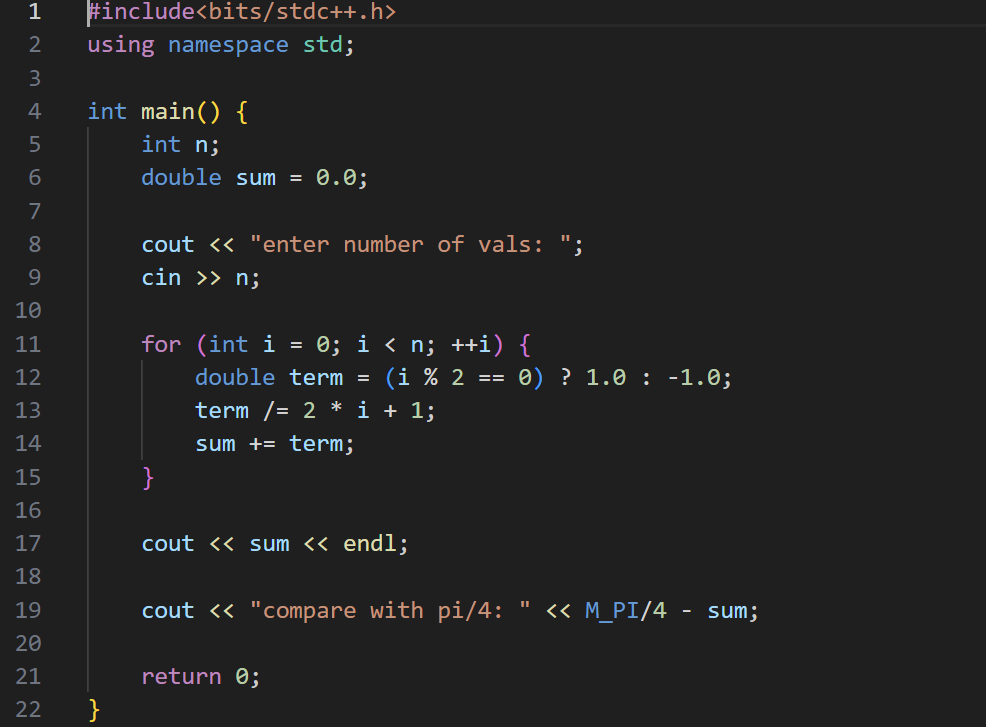 1 #include<bits/stdc++.h>
2 using namespace std;
3
4 int main() {
5     int n;
6     double sum = 0.0;
7
8     cout << "enter number of vals: ";
9     cin >> n;
10
11     for (int i = 0; i < n; ++i) {
12         double term = (i % 2 == 0) ? 1.0 : -1.0;
13         term /= 2 * i + 1;
14         sum += term;
15     }
16
17     cout << sum << endl;
18
19     cout << "compare with pi/4: " << M_PI/4 - sum;
20
21     return 0;
22 }